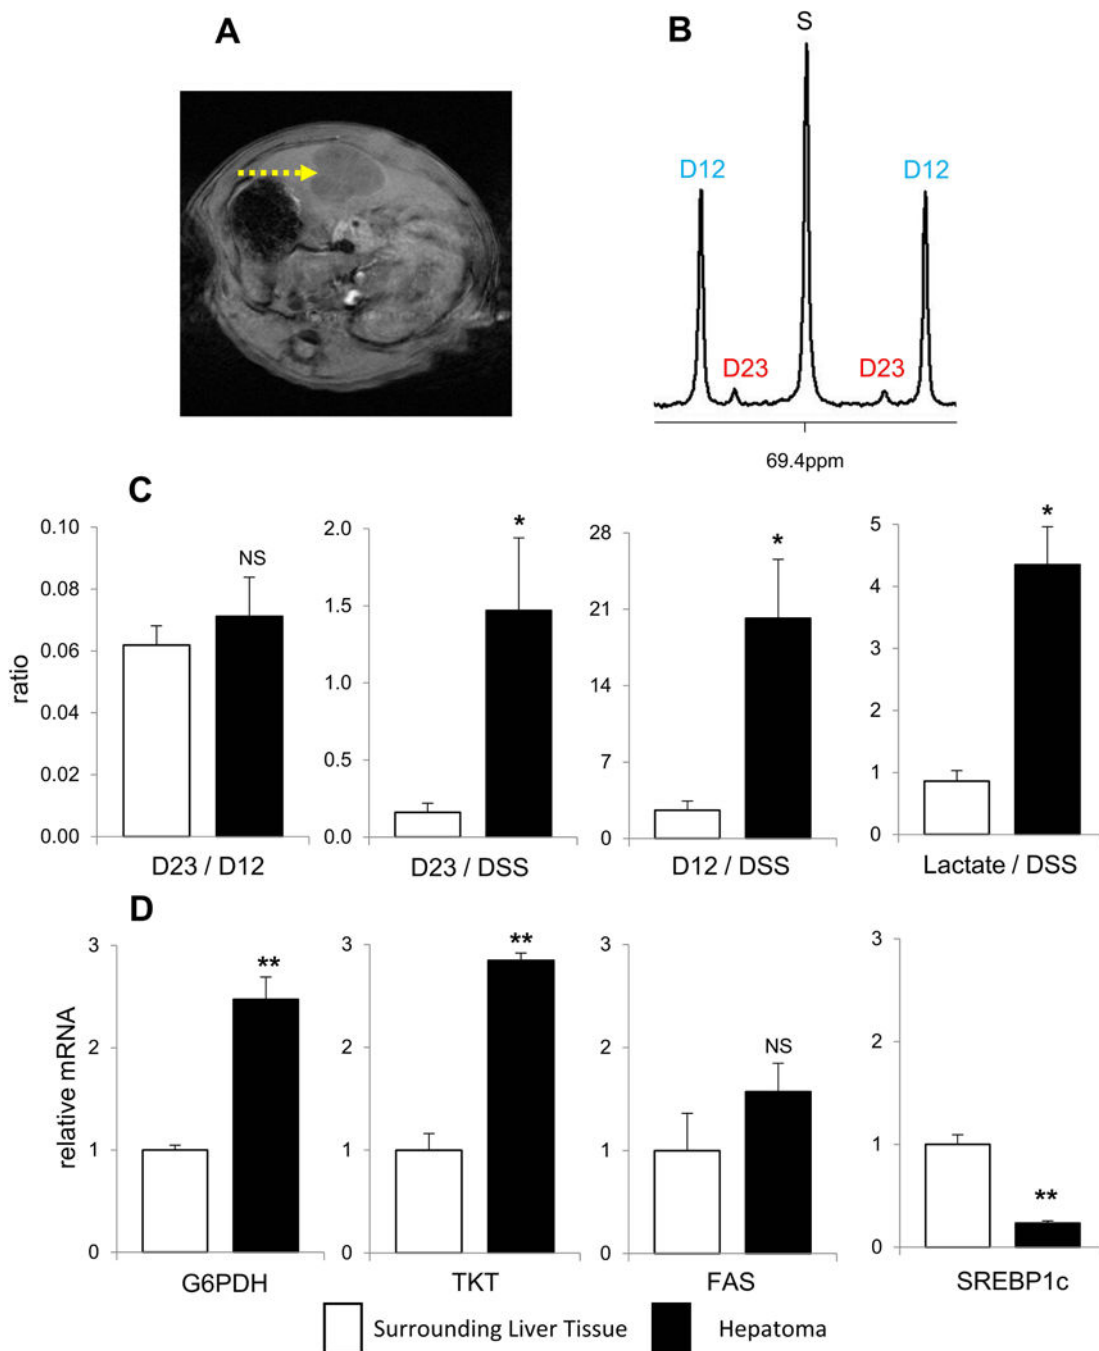 A
B
S
D12
D12
D23
D23
69.4ppm
C
ratio
0.10
0.08
0.06
0.04
0.02
0.00
NS
D23 / D12
2.0
1.5
1.0
0.5
0.0
*
D23 / DSS
28
21
14
7
0
*
D12 / DSS
5
4
3
2
1
0
*
Lactate / DSS
D
relative mRNA
3
2
1
0
**
G6PDH
3
2
1
0
**
TKT
3
2
1
0
NS
FAS
3
2
1
0
**
SREBP1c
Surrounding Liver Tissue
Hepatoma